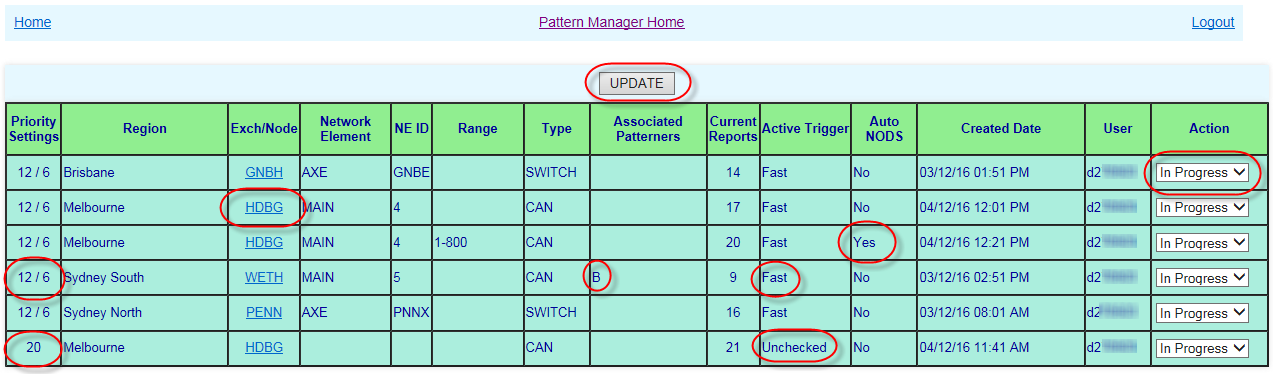 Home Pattern Manager Home Logout
UPDATE
Priority Settings Region Exch/Node Network Element NE ID Range Type Associated Patterners Current Reports Active Trigger Auto NODS Created Date User Action
12 / 6 Brisbane GNBH AXE GNBE SWITCH 14 Fast No 03/12/16 01:51 PM d2 In Progress
12 / 6 Melbourne HDBG MAIN 4 CAN 17 Fast No 04/12/16 12:01 PM d2 In Progress
12 / 6 Melbourne HDBG MAIN 4 1-800 CAN 20 Fast Yes 04/12/16 12:21 PM d2 In Progress
12 / 6 Sydney South WETH MAIN 5 CAN B 9 Fast No 03/12/16 02:51 PM d2 In Progress
12 / 6 Sydney North PENN AXE PNNX SWITCH 16 Fast No 03/12/16 08:01 AM d2 In Progress
20 Melbourne HDBG CAN 21 Unchecked No 04/12/16 11:41 AM d2 In Progress